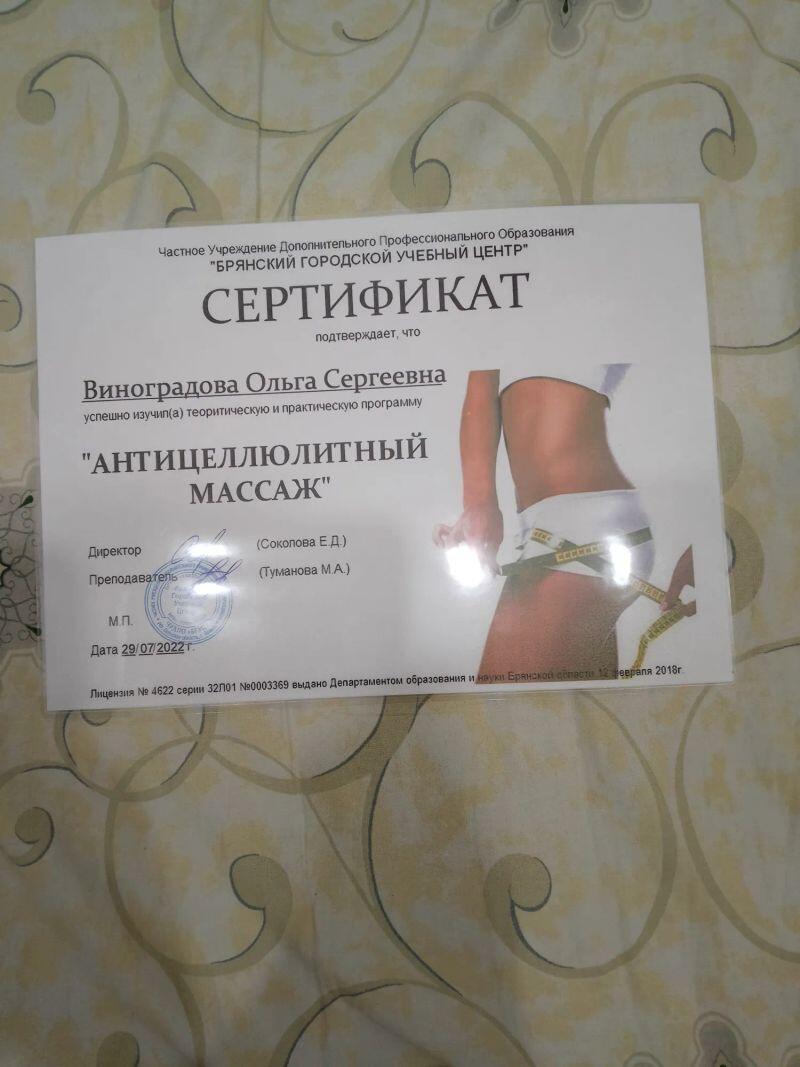 Частное Учреждение Дополнительного Профессионального Образования
"БРЯНСКИЙ ГОРОДСКОЙ УЧЕБНЫЙ ЦЕНТР"
СЕРТИФИКАТ
подтверждает, что
Виноградова Ольга Сергеевна
успешно изучил(а) теоритическую и практическую программу
"АНТИЦЕЛЛЮЛИТНЫЙ
МАССАЖ"
Директор (Соколова Е.Д.)
Преподаватель (Туманова М.А.)
М.П.
Дата 29/07/2022 г.
Лицензия № 4622 серии 32Л01 №0003369 выдано Департаментом образования и науки Брянской области 12 февраля 2018г.